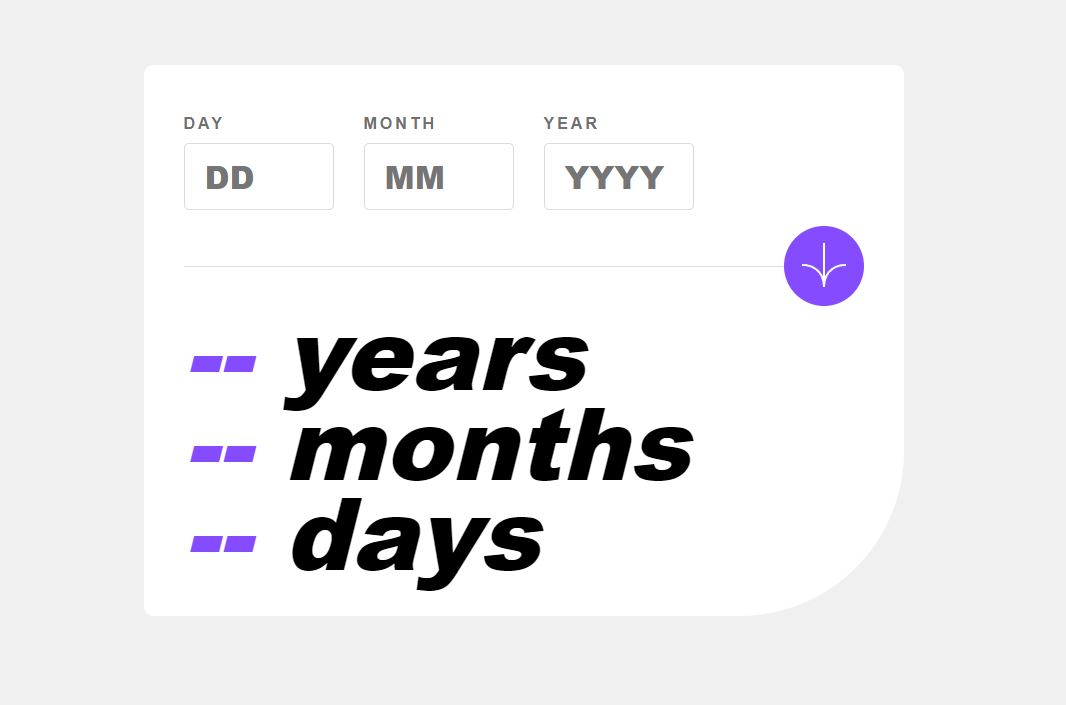 DAY MONTH YEAR
DD MM YYYY
-- years
-- months
-- days